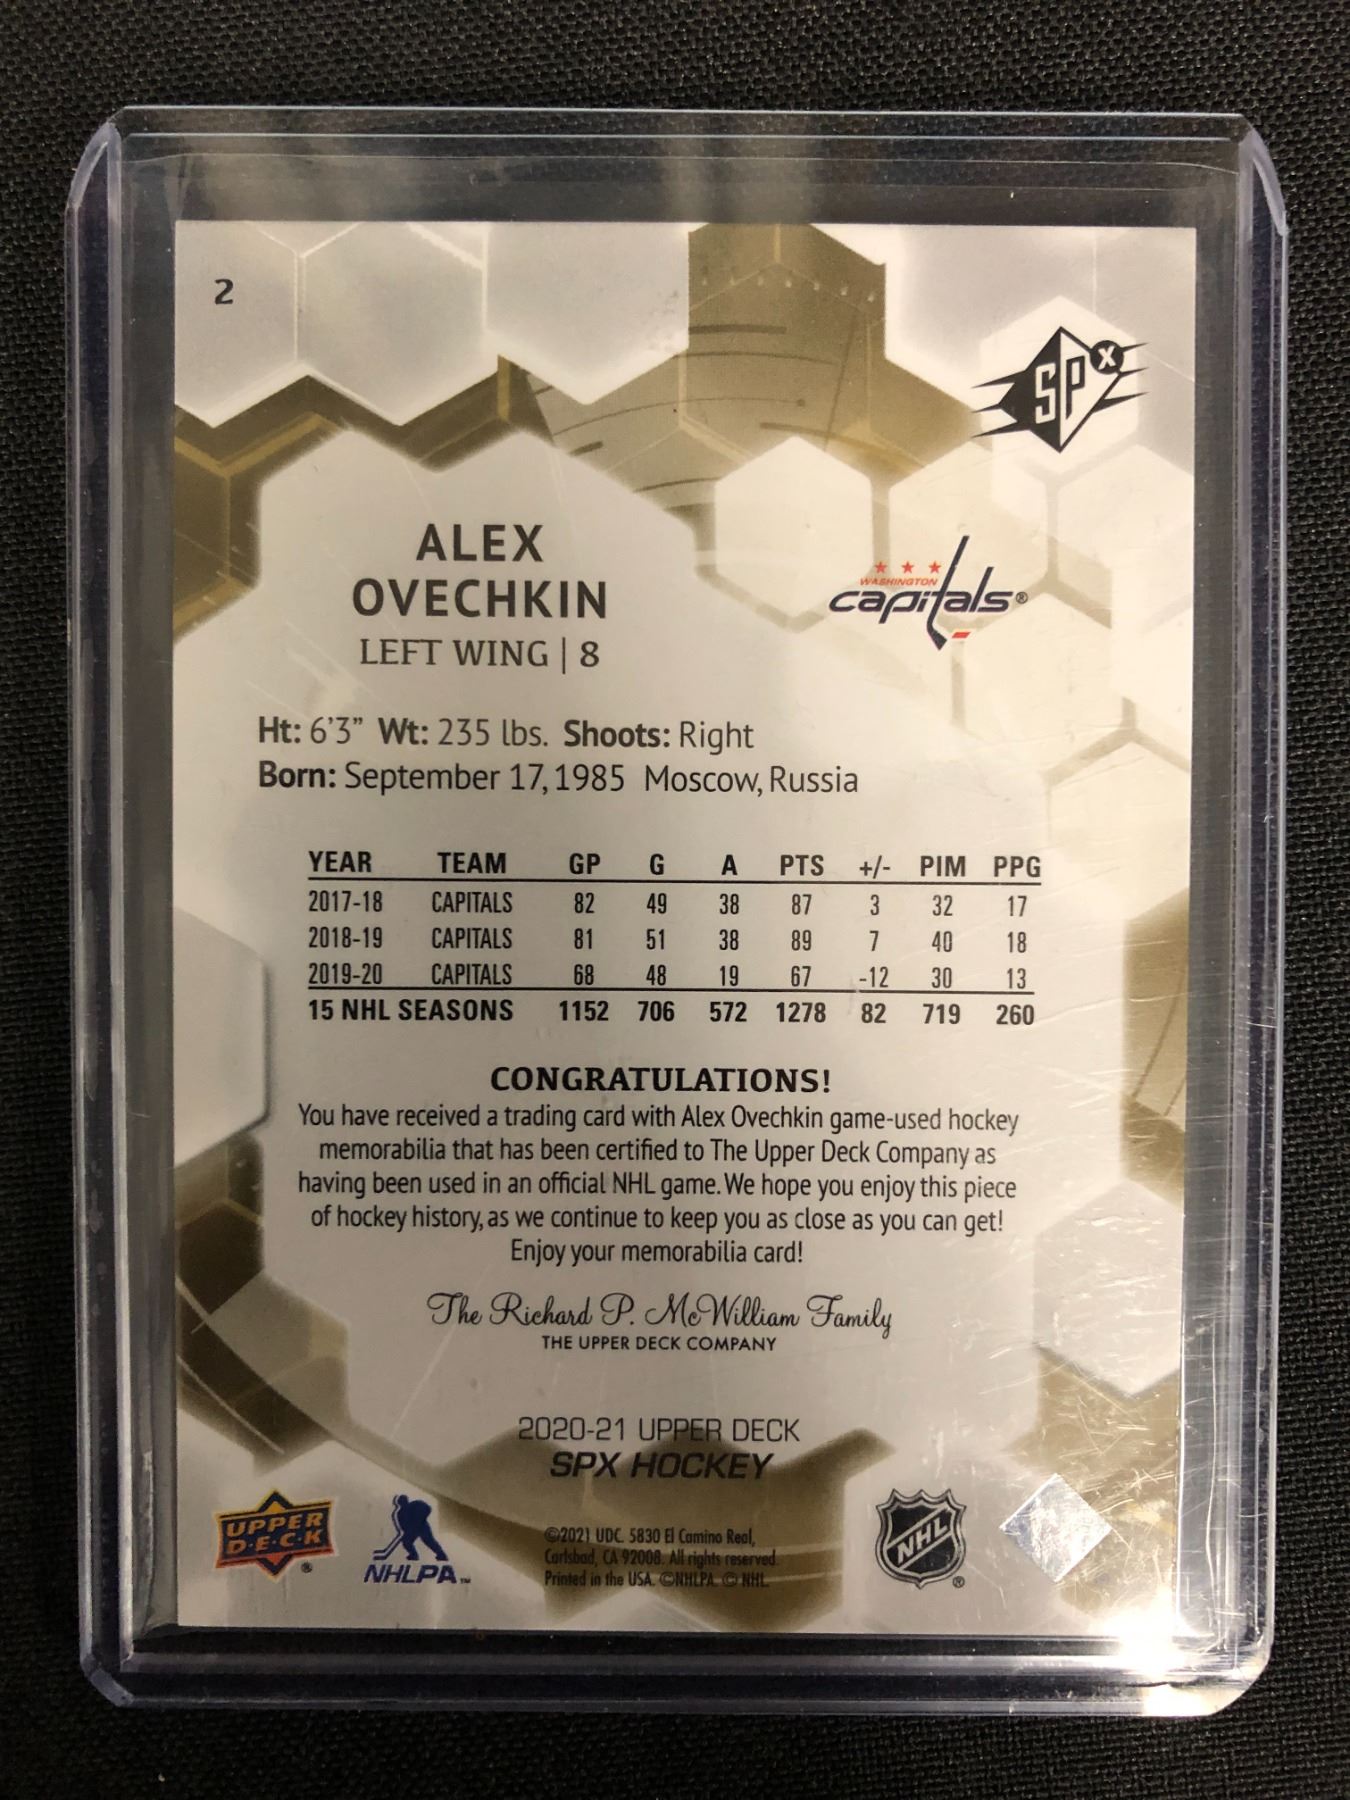 2
SPx
ALEX
OVECHKIN
LEFT WING | 8
WASHINGTON
capitals®
Ht: 6'3" Wt: 235 lbs. Shoots: Right
Born: September 17, 1985 Moscow, Russia
YEAR TEAM GP G A PTS +/- PIM PPG
2017-18 CAPITALS 82 49 38 87 3 32 17
2018-19 CAPITALS 81 51 38 89 7 40 18
2019-20 CAPITALS 68 48 19 67 -12 30 13
15 NHL SEASONS 1152 706 572 1278 82 719 260
CONGRATULATIONS!
You have received a trading card with Alex Ovechkin game-used hockey
memorabilia that has been certified to The Upper Deck Company as
having been used in an official NHL game. We hope you enjoy this piece
of hockey history, as we continue to keep you as close as you can get!
Enjoy your memorabilia card!
The Richard P. McWilliam Family
THE UPPER DECK COMPANY
2020-21 UPPER DECK
SPX HOCKEY
UPPER
D·E·C·K
®
NHLPA™
©2021 UDC. 5830 El Camino Real,
Carlsbad, CA 92008. All rights reserved.
Printed in the USA. ©NHLPA. © NHL.
NHL
®